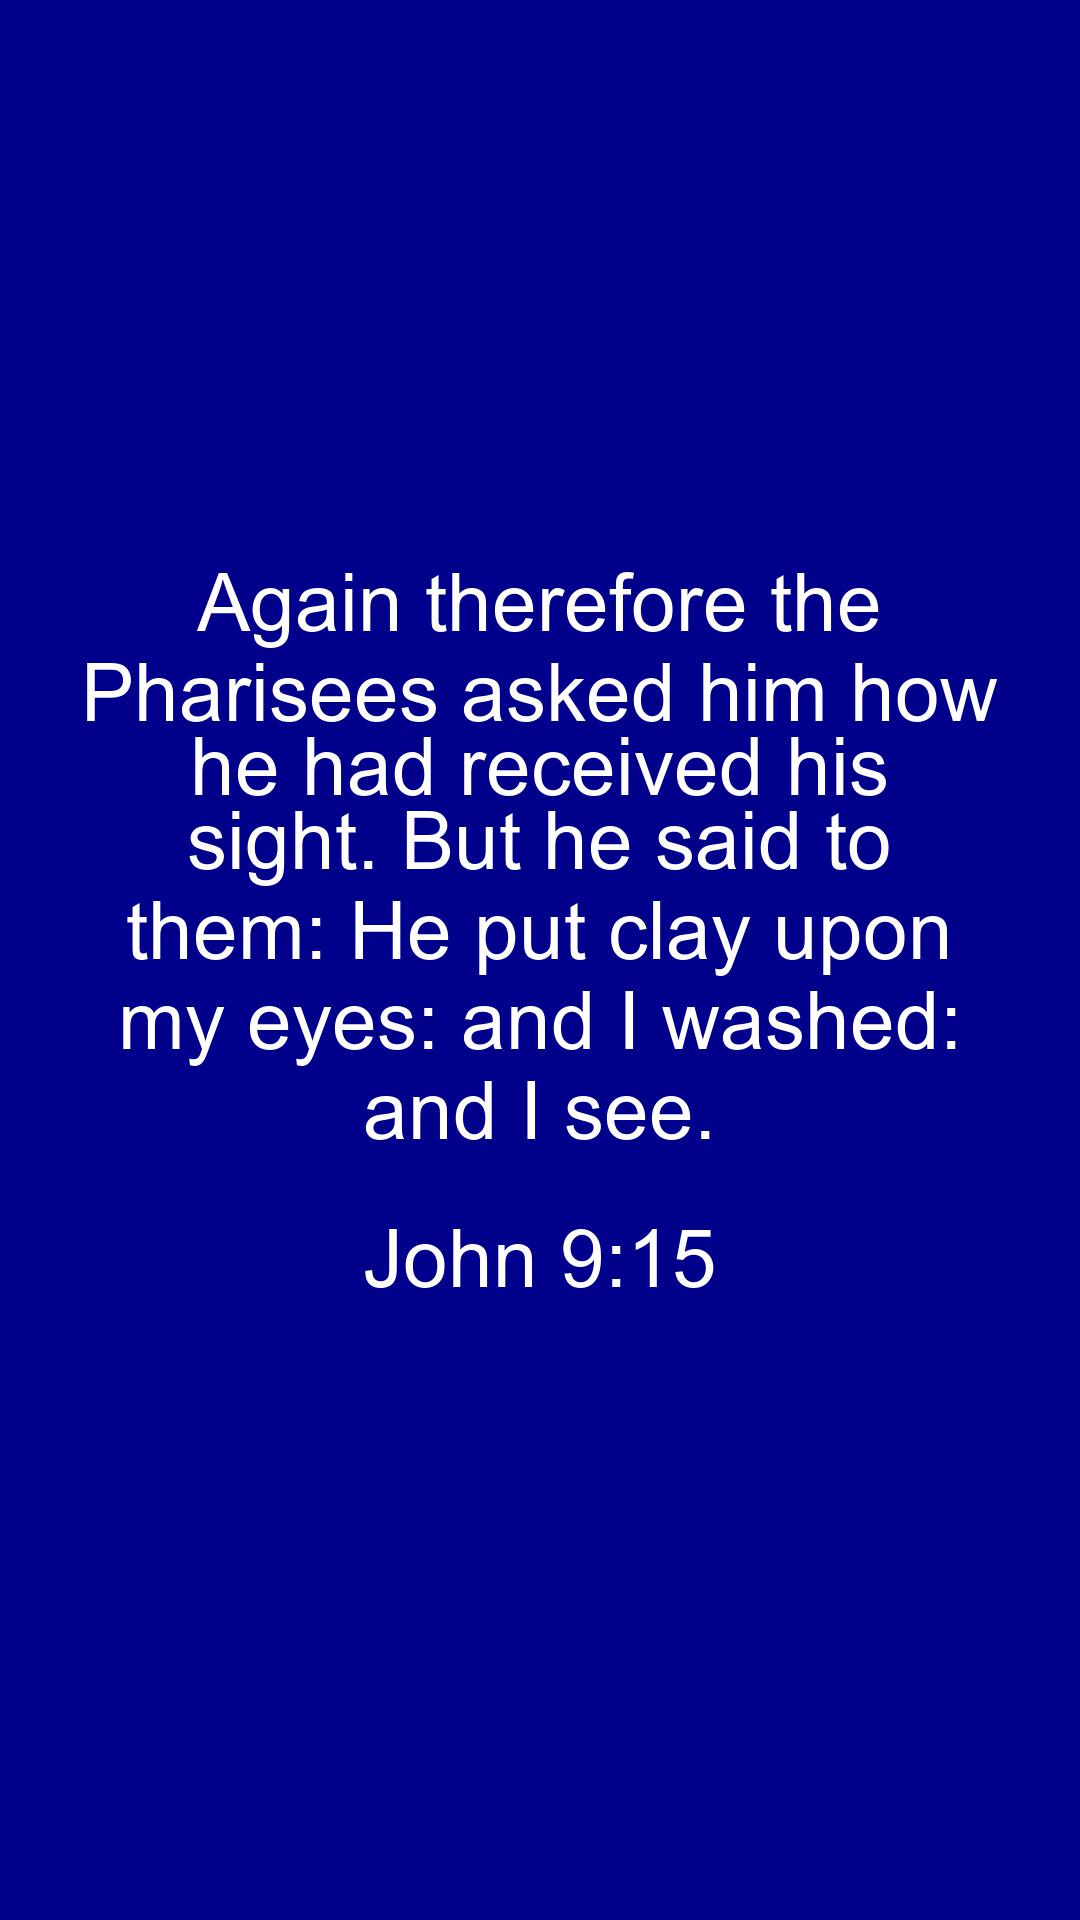 Again therefore the
Pharisees asked him how
he had received his
sight. But he said to
them: He put clay upon
my eyes: and I washed:
and I see.
John 9:15